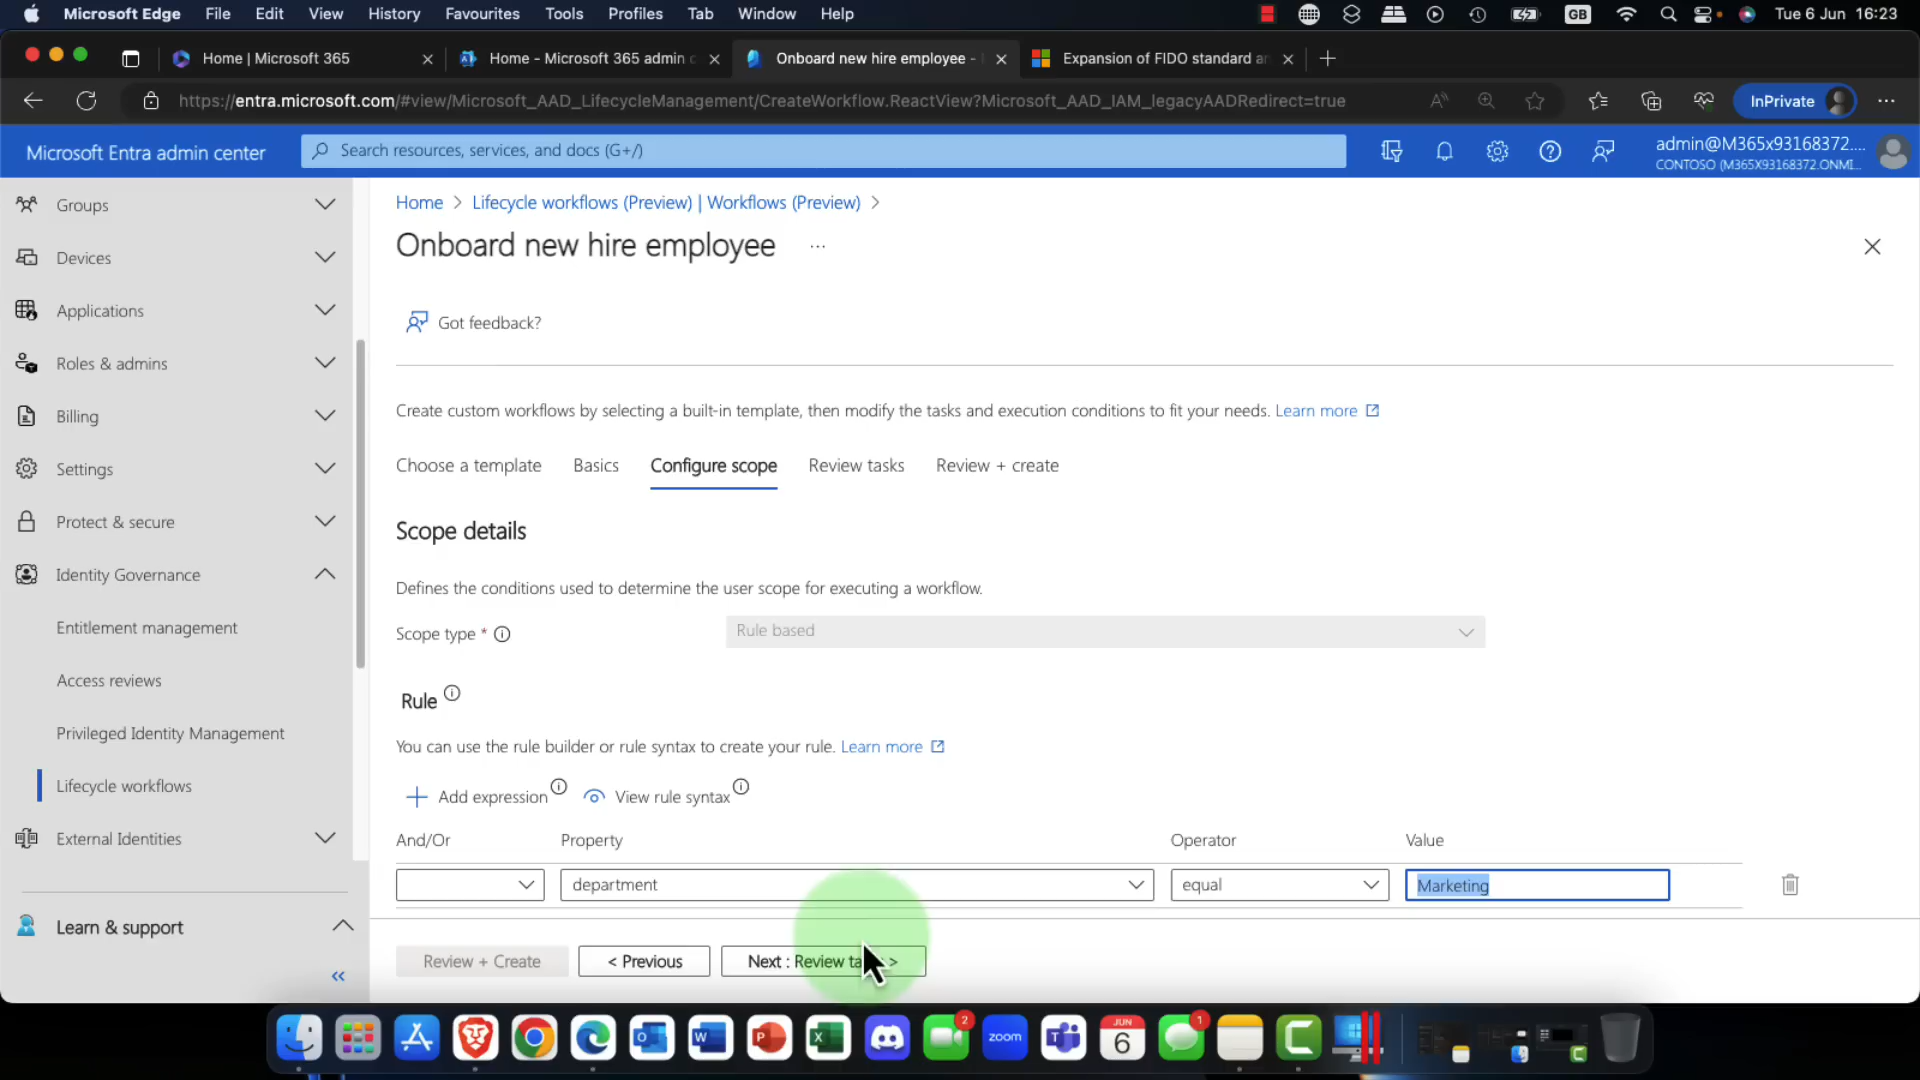 Microsoft Edge File Edit View History Favourites Tools Profiles Tab Window Help GB Tue 6 Jun 16:23
Home | Microsoft 365 Home - Microsoft 365 admin c Onboard new hire employee - Expansion of FIDO standard an
https://entra.microsoft.com/#view/Microsoft_AAD_LifecycleManagement/CreateWorkflow.ReactView?Microsoft_AAD_IAM_legacyAADRedirect=true InPrivate
Microsoft Entra admin center Search resources, services, and docs (G+/) admin@M365x93168372....
CONTOSO (M365X93168372.ONMI...
Groups
Devices
Applications
Roles & admins
Billing
Settings
Protect & secure
Identity Governance
Entitlement management
Access reviews
Privileged Identity Management
Lifecycle workflows
External Identities
Learn & support
Home > Lifecycle workflows (Preview) | Workflows (Preview) >
Onboard new hire employee ...
Got feedback?
Create custom workflows by selecting a built-in template, then modify the tasks and execution conditions to fit your needs. Learn more
Choose a template Basics Configure scope Review tasks Review + create
Scope details
Defines the conditions used to determine the user scope for executing a workflow.
Scope type * Rule based
Rule
You can use the rule builder or rule syntax to create your rule. Learn more
Add expression View rule syntax
And/Or Property Operator Value
department equal Marketing
Review + Create < Previous Next : Review ta >
2 zoom JUN 6 1